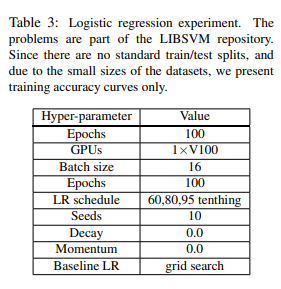 Table 3: Logistic regression experiment. The
problems are part of the LIBSVM repository.
Since there are no standard train/test splits, and
due to the small sizes of the datasets, we present
training accuracy curves only.
Hyper-parameter Value
Epochs 100
GPUs 1×V100
Batch size 16
Epochs 100
LR schedule 60,80,95 tenthing
Seeds 10
Decay 0.0
Momentum 0.0
Baseline LR grid search